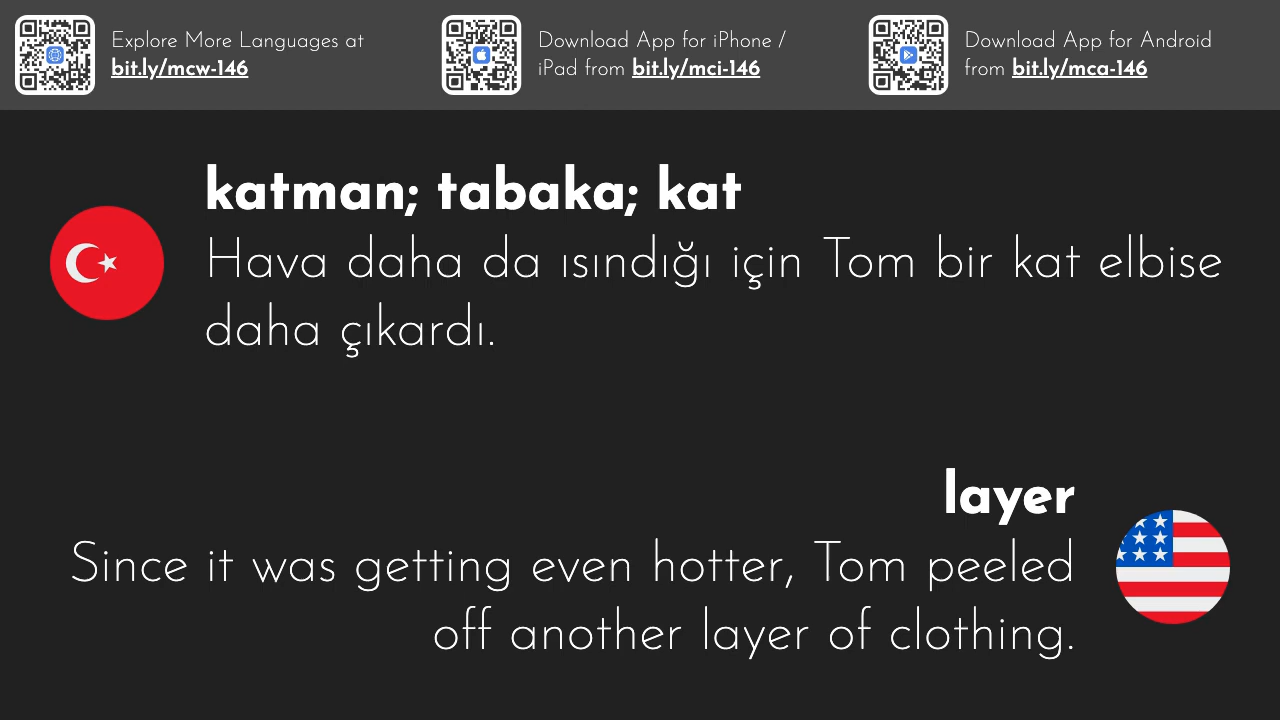 Explore More Languages at
bit.ly/mcw-146
Download App for iPhone /
iPad from bit.ly/mci-146
Download App for Android
from bit.ly/mca-146
katman; tabaka; kat
Hava daha da ısındığı için Tom bir kat elbise
daha çıkardı.
layer
Since it was getting even hotter, Tom peeled
off another layer of clothing.